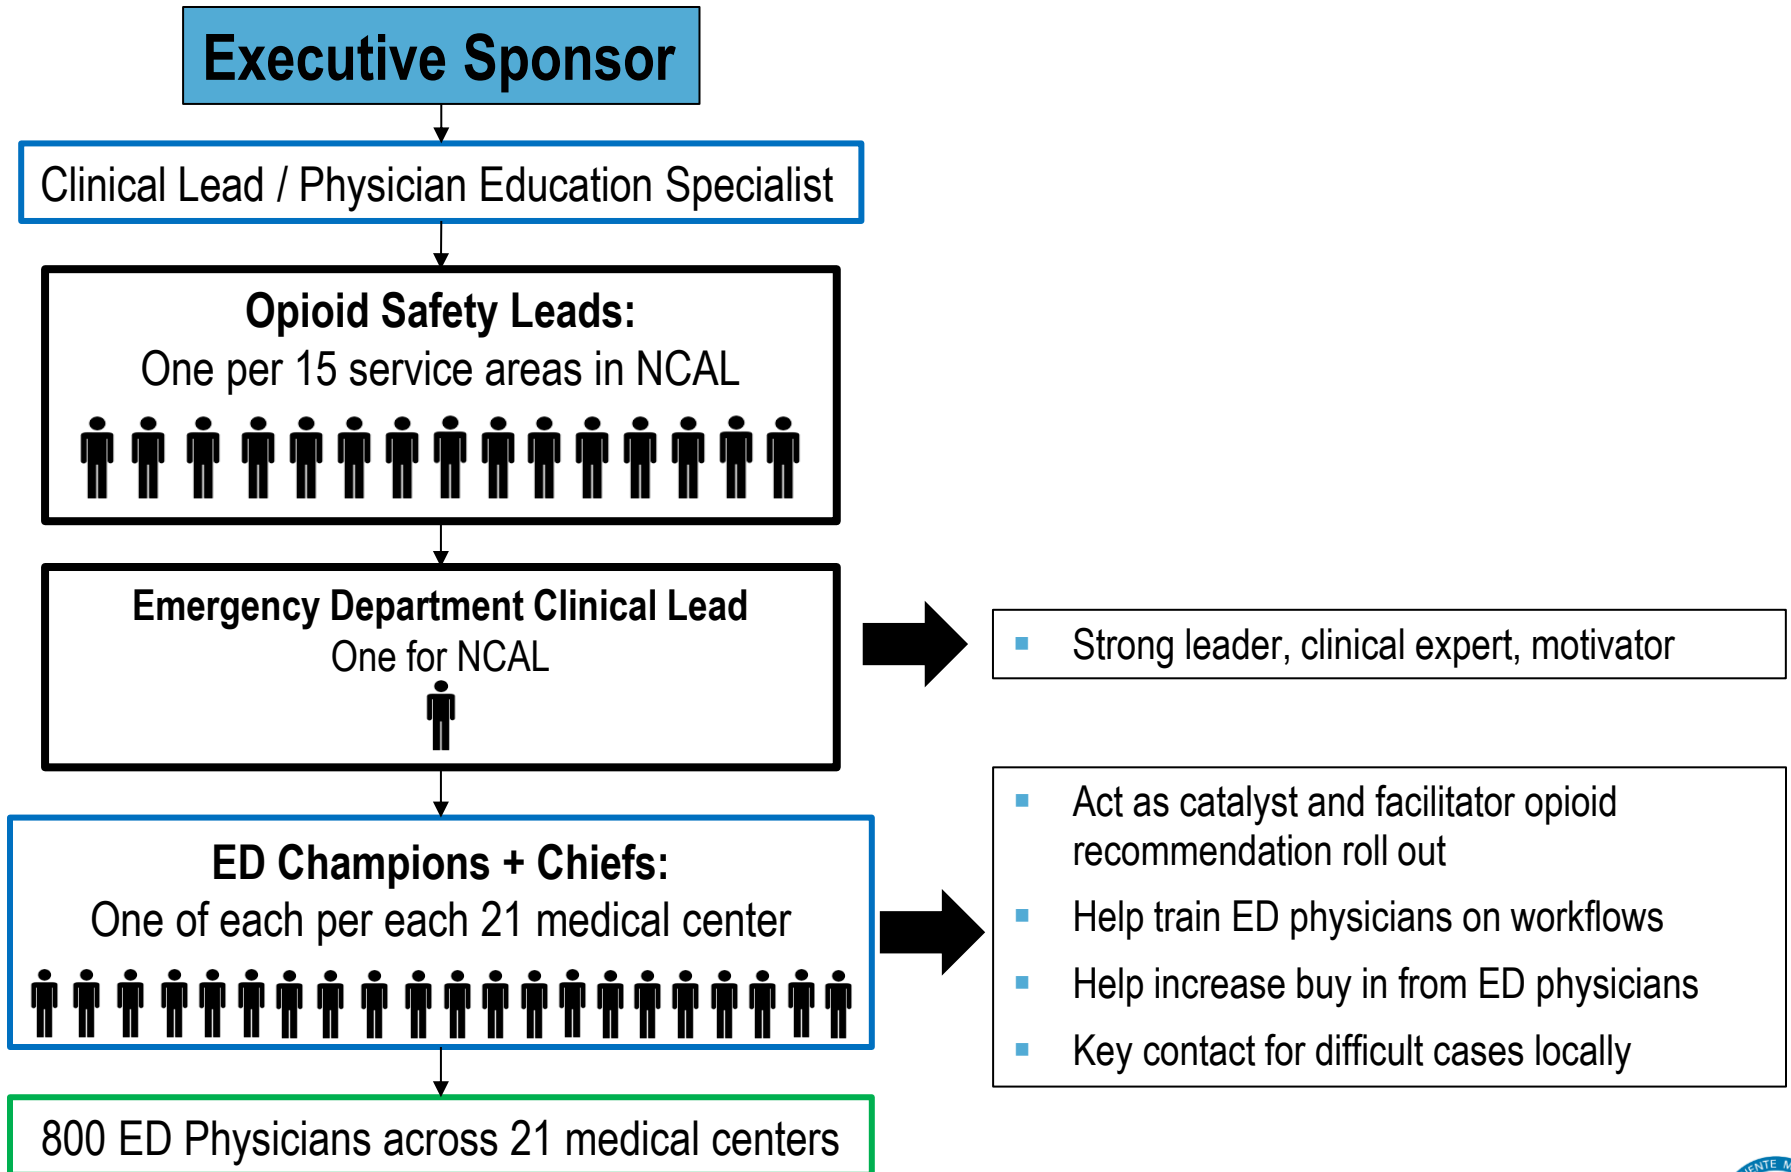 Executive Sponsor
Clinical Lead / Physician Education Specialist
Opioid Safety Leads:
One per 15 service areas in NCAL
Emergency Department Clinical Lead
One for NCAL
▪ Strong leader, clinical expert, motivator
ED Champions + Chiefs:
One of each per each 21 medical center
▪ Act as catalyst and facilitator opioid
recommendation roll out
▪ Help train ED physicians on workflows
▪ Help increase buy in from ED physicians
▪ Key contact for difficult cases locally
800 ED Physicians across 21 medical centers